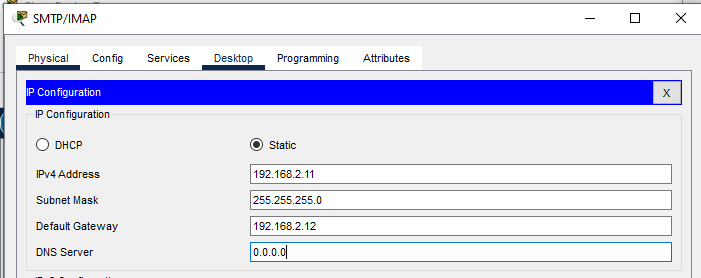 SMTP/IMAP
Physical Config Services Desktop Programming Attributes
IP Configuration X
IP Configuration
DHCP Static
IPv4 Address 192.168.2.11
Subnet Mask 255.255.255.0
Default Gateway 192.168.2.12
DNS Server 0.0.0.0